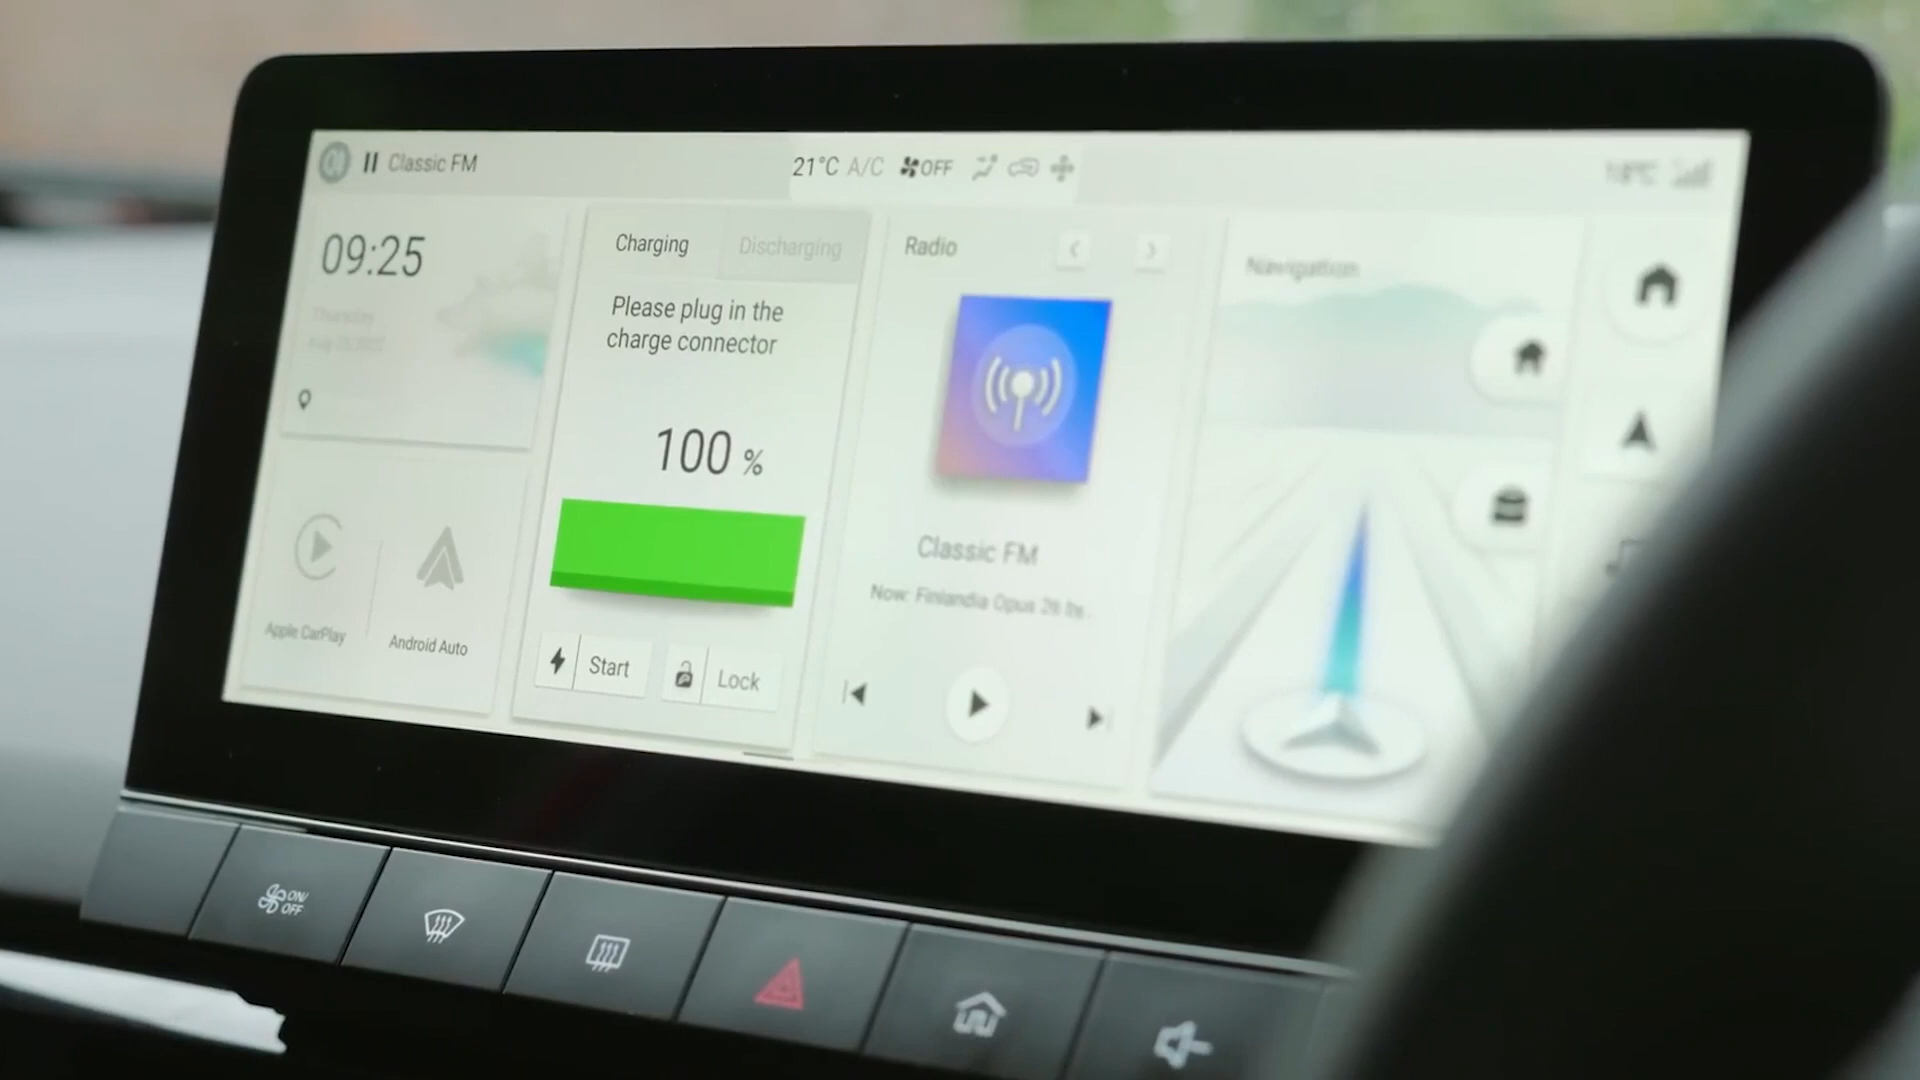 Classic FM
21°C A/C OFF
09:25
Thursday
Charging
Discharging
Please plug in the
charge connector
100 %
Start
Lock
Apple CarPlay
Android Auto
Radio
Classic FM
Now: Finlandia Opus 26 
Navigation
ON/
OFF